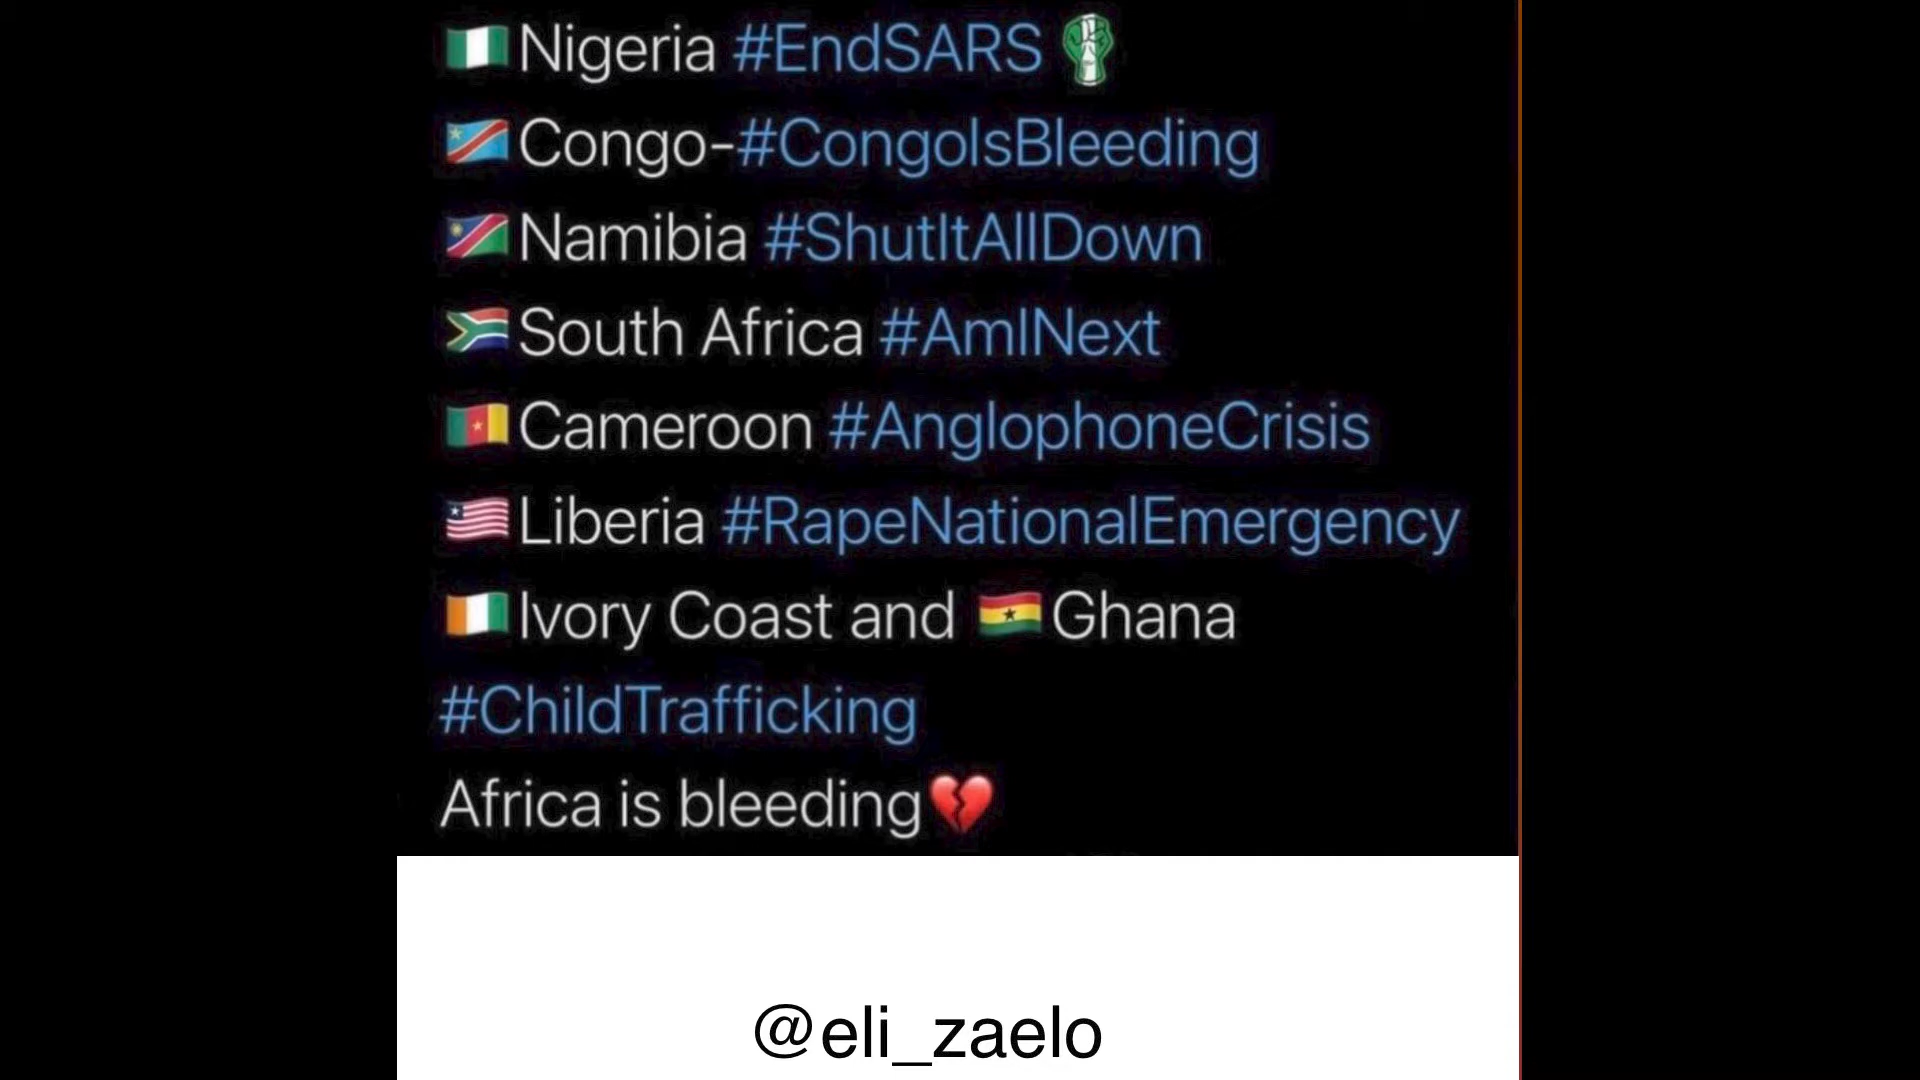 🇳🇬Nigeria #EndSARS
🇨🇩Congo-#CongoIsBleeding
🇳🇦Namibia #ShutItAllDown
🇿🇦South Africa #AmINext
🇨🇲Cameroon #AnglophoneCrisis
🇱🇷Liberia #RapeNationalEmergency
🇨🇮Ivory Coast and 🇬🇭Ghana
#ChildTrafficking
Africa is bleeding💔
@eli_zaelo